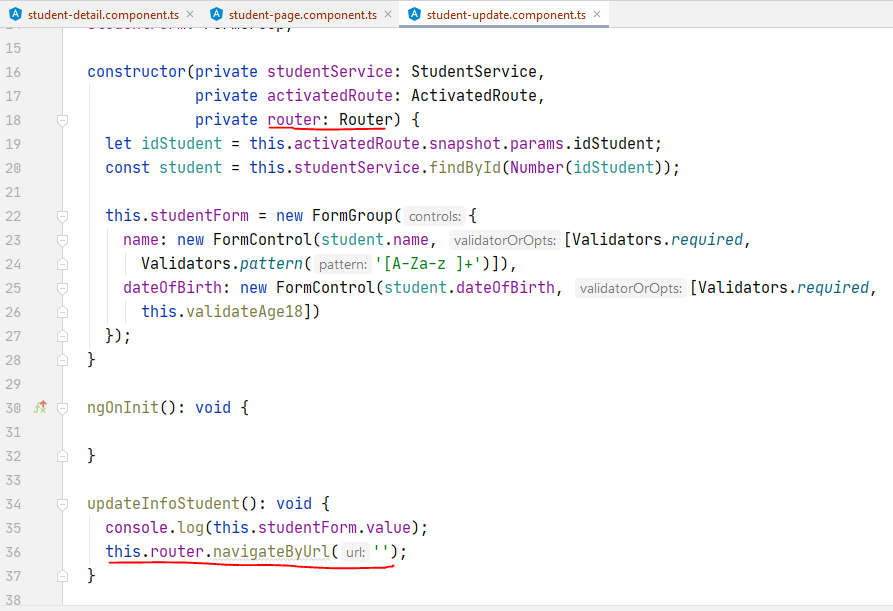 student-detail.component.ts × student-page.component.ts × student-update.component.ts ×
15
16 constructor(private studentService: StudentService,
17 private activatedRoute: ActivatedRoute,
18 private router: Router) {
19 let idStudent = this.activatedRoute.snapshot.params.idStudent;
20 const student = this.studentService.findById(Number(idStudent));
21
22 this.studentForm = new FormGroup( controls: {
23 name: new FormControl(student.name, validatorOrOpts: [Validators.required,
24 Validators.pattern( pattern: '[A-Za-z ]+')]),
25 dateOfBirth: new FormControl(student.dateOfBirth, validatorOrOpts: [Validators.required,
26 this.validateAge18])
27 });
28 }
29
30 ngOnInit(): void {
31
32 }
33
34 updateInfoStudent(): void {
35 console.log(this.studentForm.value);
36 this.router.navigateByUrl( url: '');
37 }
38